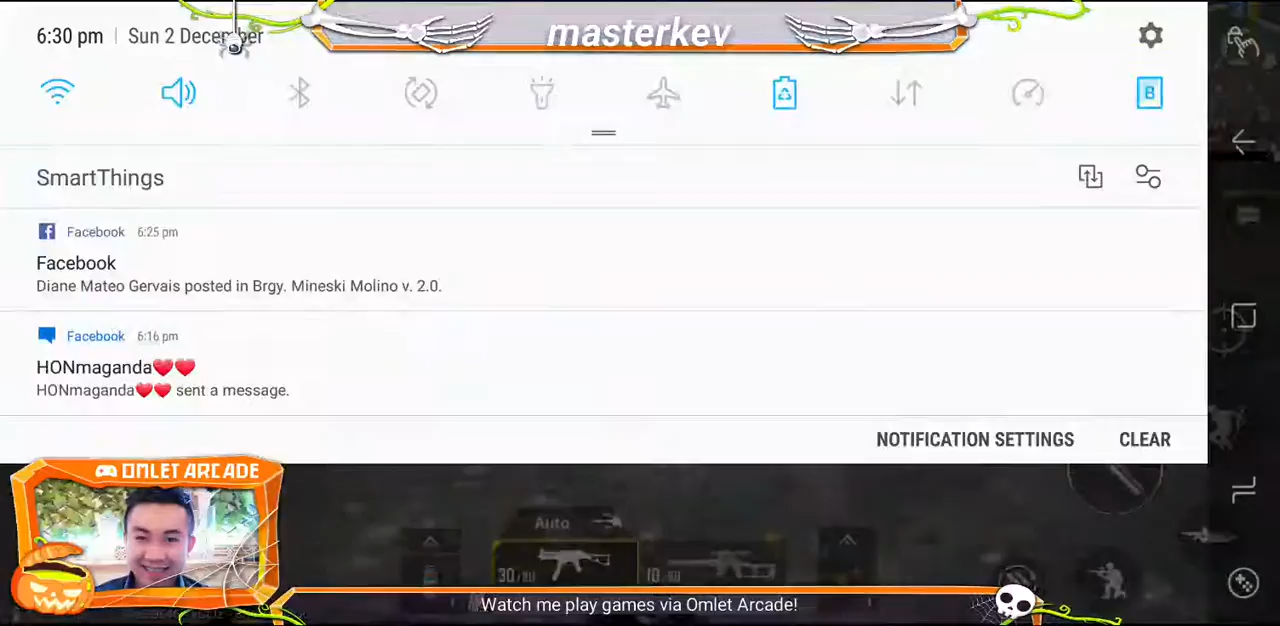 masterkev
6:30 pm | Sun 2 December
B
SmartThings
Facebook 6:25 pm
Facebook
Diane Mateo Gervais posted in Brgy. Mineski Molino v. 2.0.
Facebook 6:16 pm
HONmaganda❤❤
HONmaganda❤❤ sent a message.
NOTIFICATION SETTINGS CLEAR
OMLET ARCADE
Auto
30/
10/
Watch me play games via Omlet Arcade!